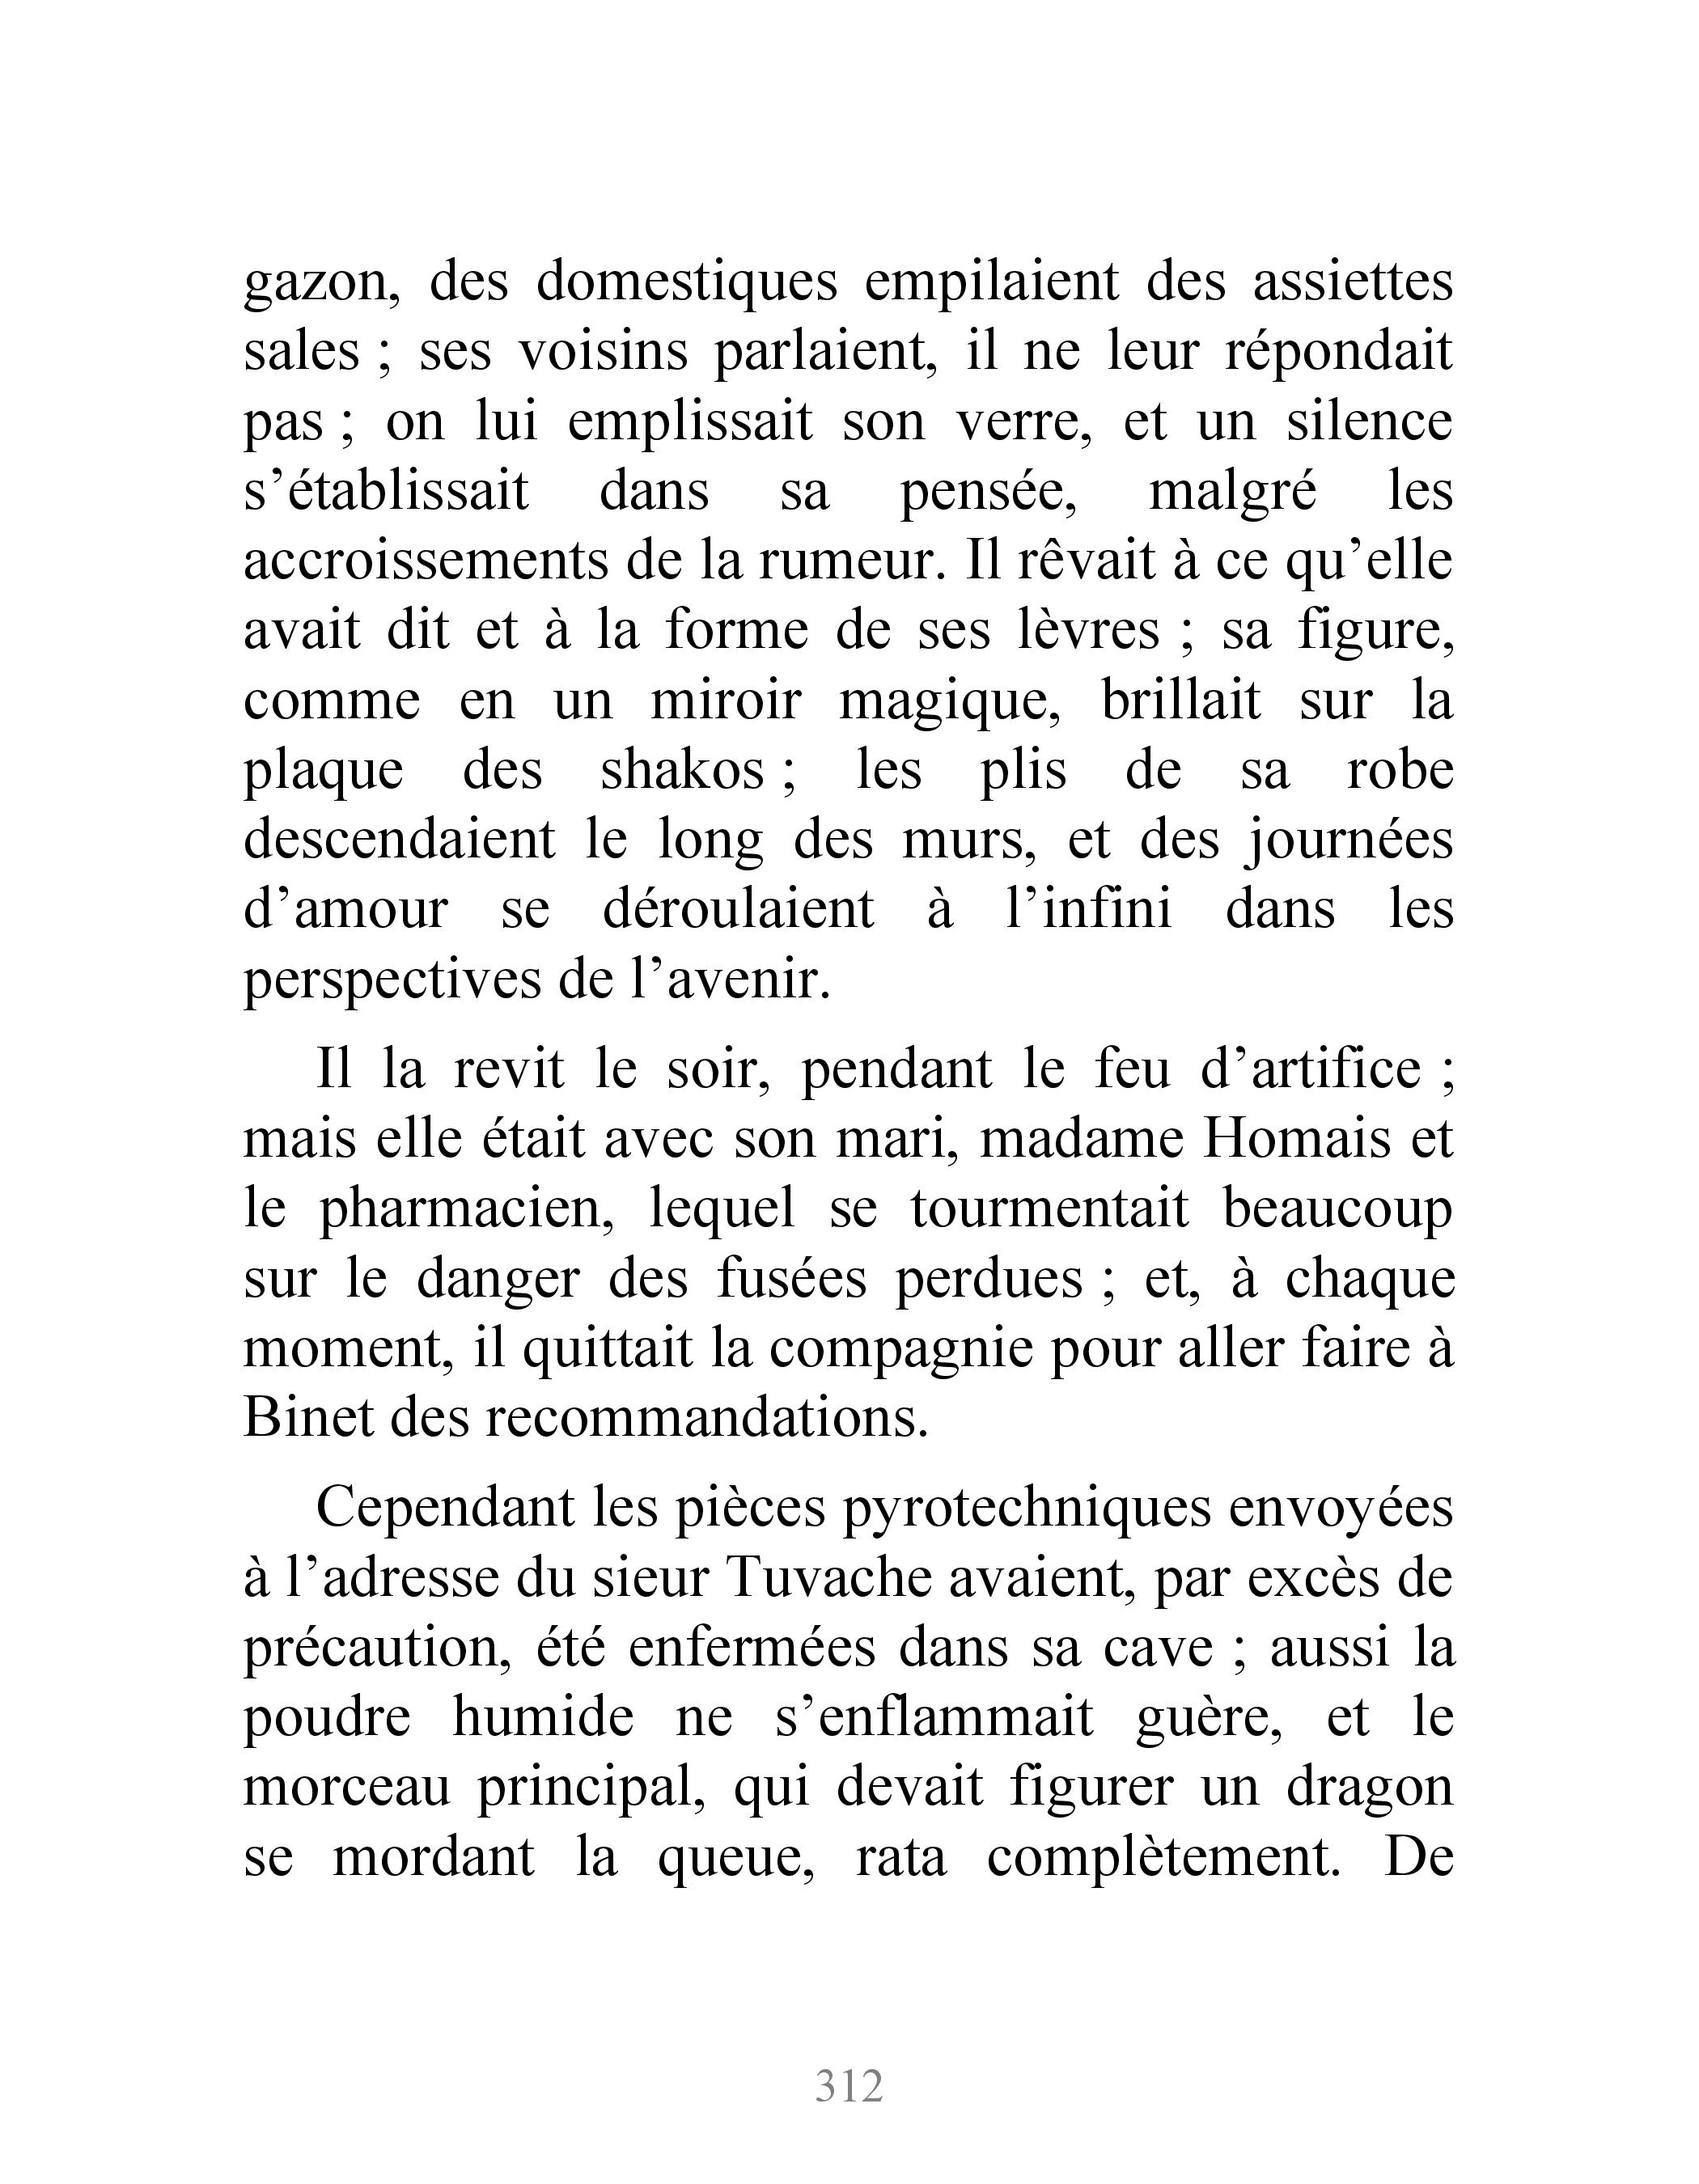 gazon, des domestiques empilaient des assiettes
sales ; ses voisins parlaient, il ne leur répondait
pas ; on lui emplissait son verre, et un silence
s’établissait dans sa pensée, malgré les
accroissements de la rumeur. Il rêvait à ce qu’elle
avait dit et à la forme de ses lèvres ; sa figure,
comme en un miroir magique, brillait sur la
plaque des shakos ; les plis de sa robe
descendaient le long des murs, et des journées
d’amour se déroulaient à l’infini dans les
perspectives de l’avenir.
Il la revit le soir, pendant le feu d’artifice ;
mais elle était avec son mari, madame Homais et
le pharmacien, lequel se tourmentait beaucoup
sur le danger des fusées perdues ; et, à chaque
moment, il quittait la compagnie pour aller faire à
Binet des recommandations.
Cependant les pièces pyrotechniques envoyées
à l’adresse du sieur Tuvache avaient, par excès de
précaution, été enfermées dans sa cave ; aussi la
poudre humide ne s’enflammait guère, et le
morceau principal, qui devait figurer un dragon
se mordant la queue, rata complètement. De
312